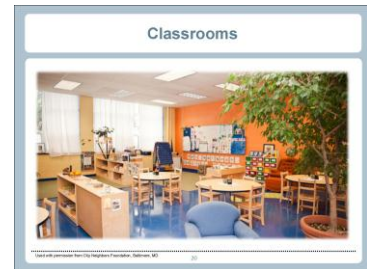 Classrooms
Used with permission from City Neighbors Foundation, Baltimore, MD